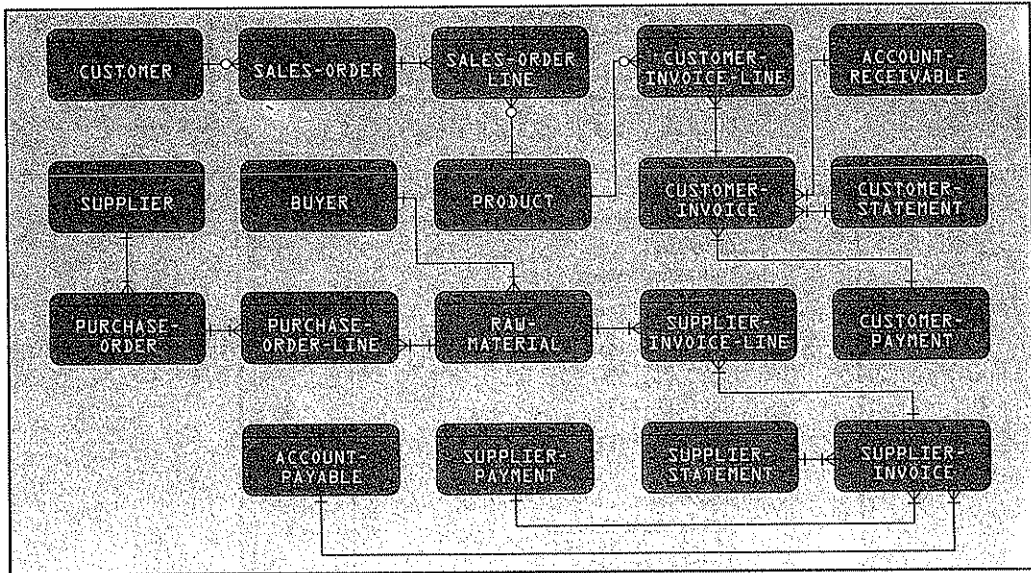 CUSTOMER
SALES-ORDER
SALES-ORDER
LINE
CUSTOMER-
INVOICE-LINE
ACCOUNT-
RECEIVABLE
SUPPLIER
BUYER
PRODUCT
CUSTOMER-
INVOICE
CUSTOMER-
STATEMENT
PURCHASE-
ORDER
PURCHASE-
ORDER-LINE
RAW-
MATERIAL
SUPPLIER-
INVOICE-LINE
CUSTOMER-
PAYMENT
ACCOUNT-
PAYABLE
SUPPLIER-
PAYMENT
SUPPLIER-
STATEMENT
SUPPLIER-
INVOICE